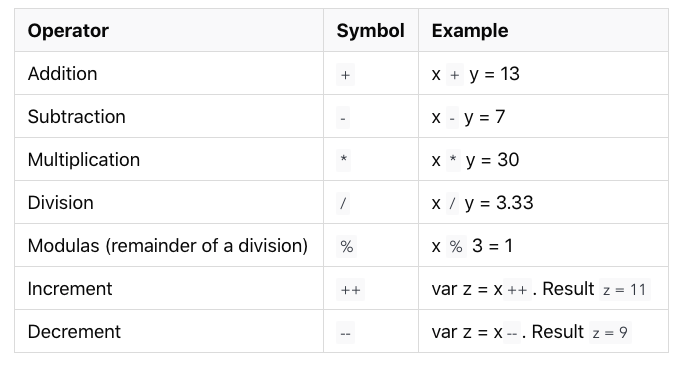 Operator Symbol Example
Addition + x + y = 13
Subtraction - x - y = 7
Multiplication * x * y = 30
Division / x / y = 3.33
Modulas (remainder of a division) % x % 3 = 1
Increment ++ var z = x ++ . Result z = 11
Decrement -- var z = x -- . Result z = 9